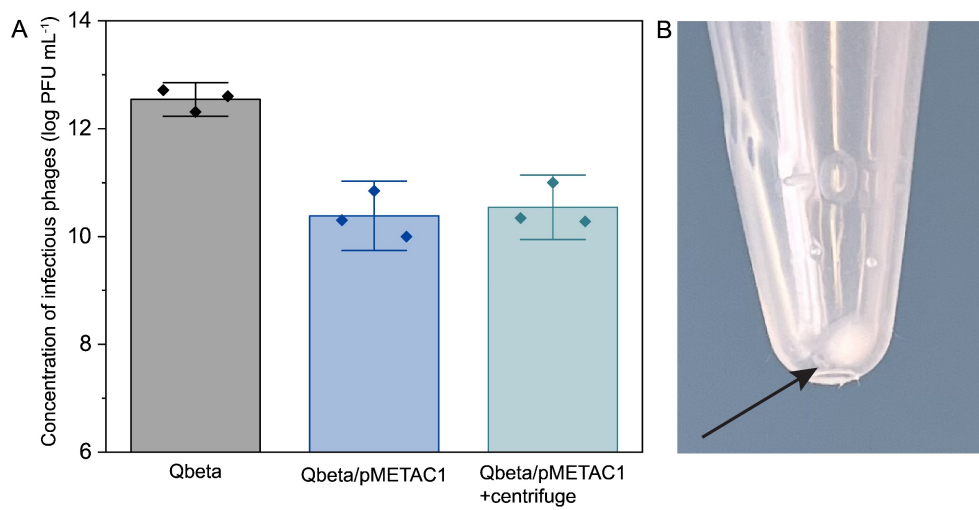 A
B
Concentration of infectious phages (log PFU mL⁻¹)
14
12
10
8
6
Qbeta
Qbeta/pMETAC1
Qbeta/pMETAC1
+centrifuge